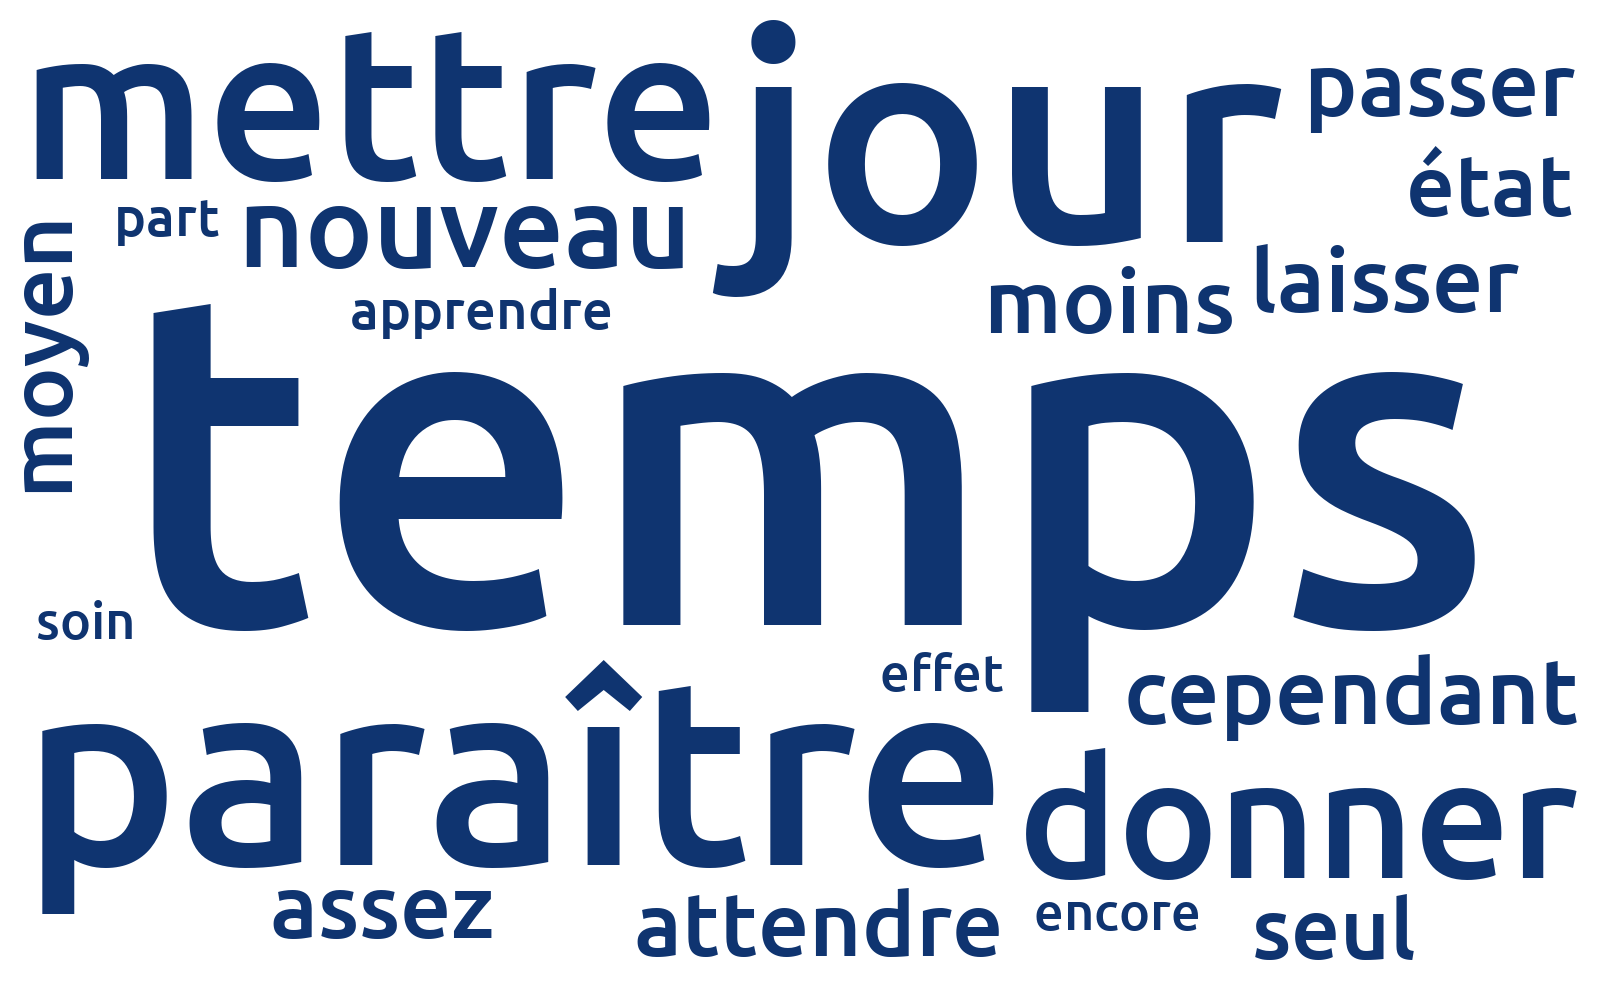 mettre
jour
passer
état
part
nouveau
moyen
apprendre
moins
laisser
temps
soin
effet
cependant
paraître
donner
assez
attendre
encore
seul